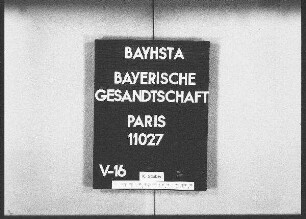 BAYHSTA
BAYERISCHE
GESANDTSCHAFT
PARIS
11027
V-16